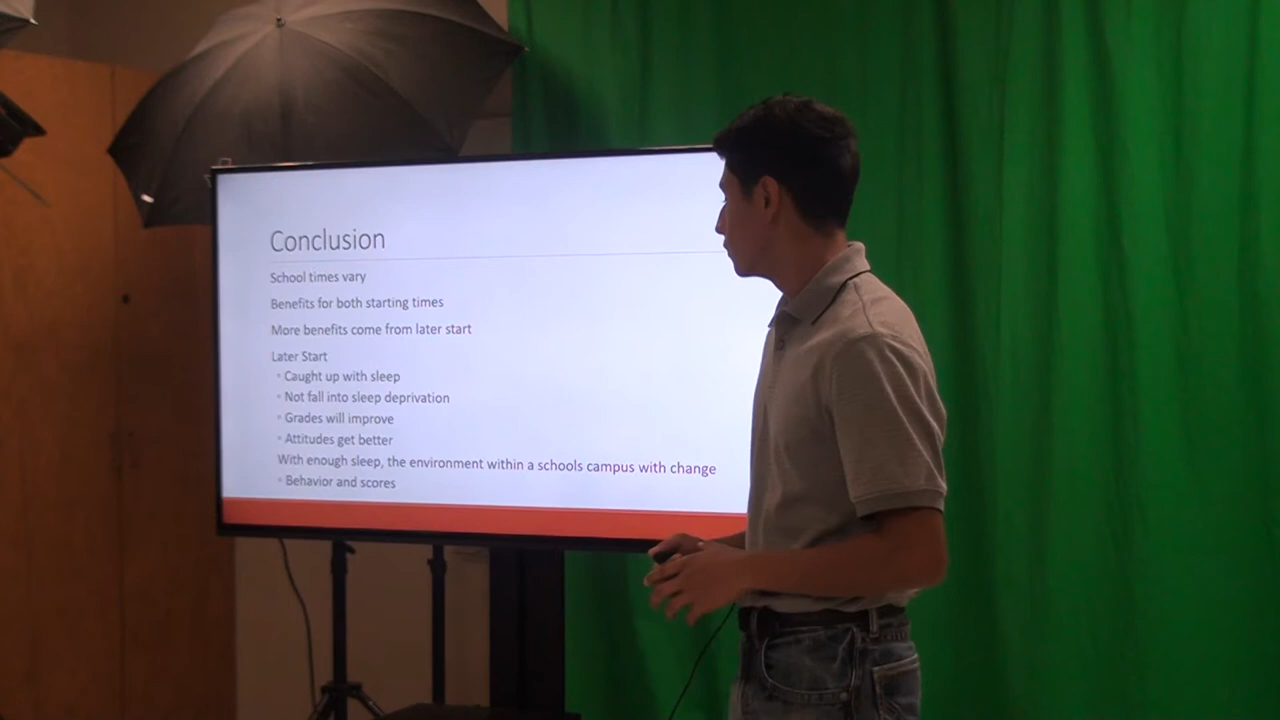 Conclusion
School times vary
Benefits for both starting times
More benefits come from later start
Later Start
Caught up with sleep
Not fall into sleep deprivation
Grades will improve
Attitudes get better
With enough sleep, the environment within a schools campus with change
Behavior and scores